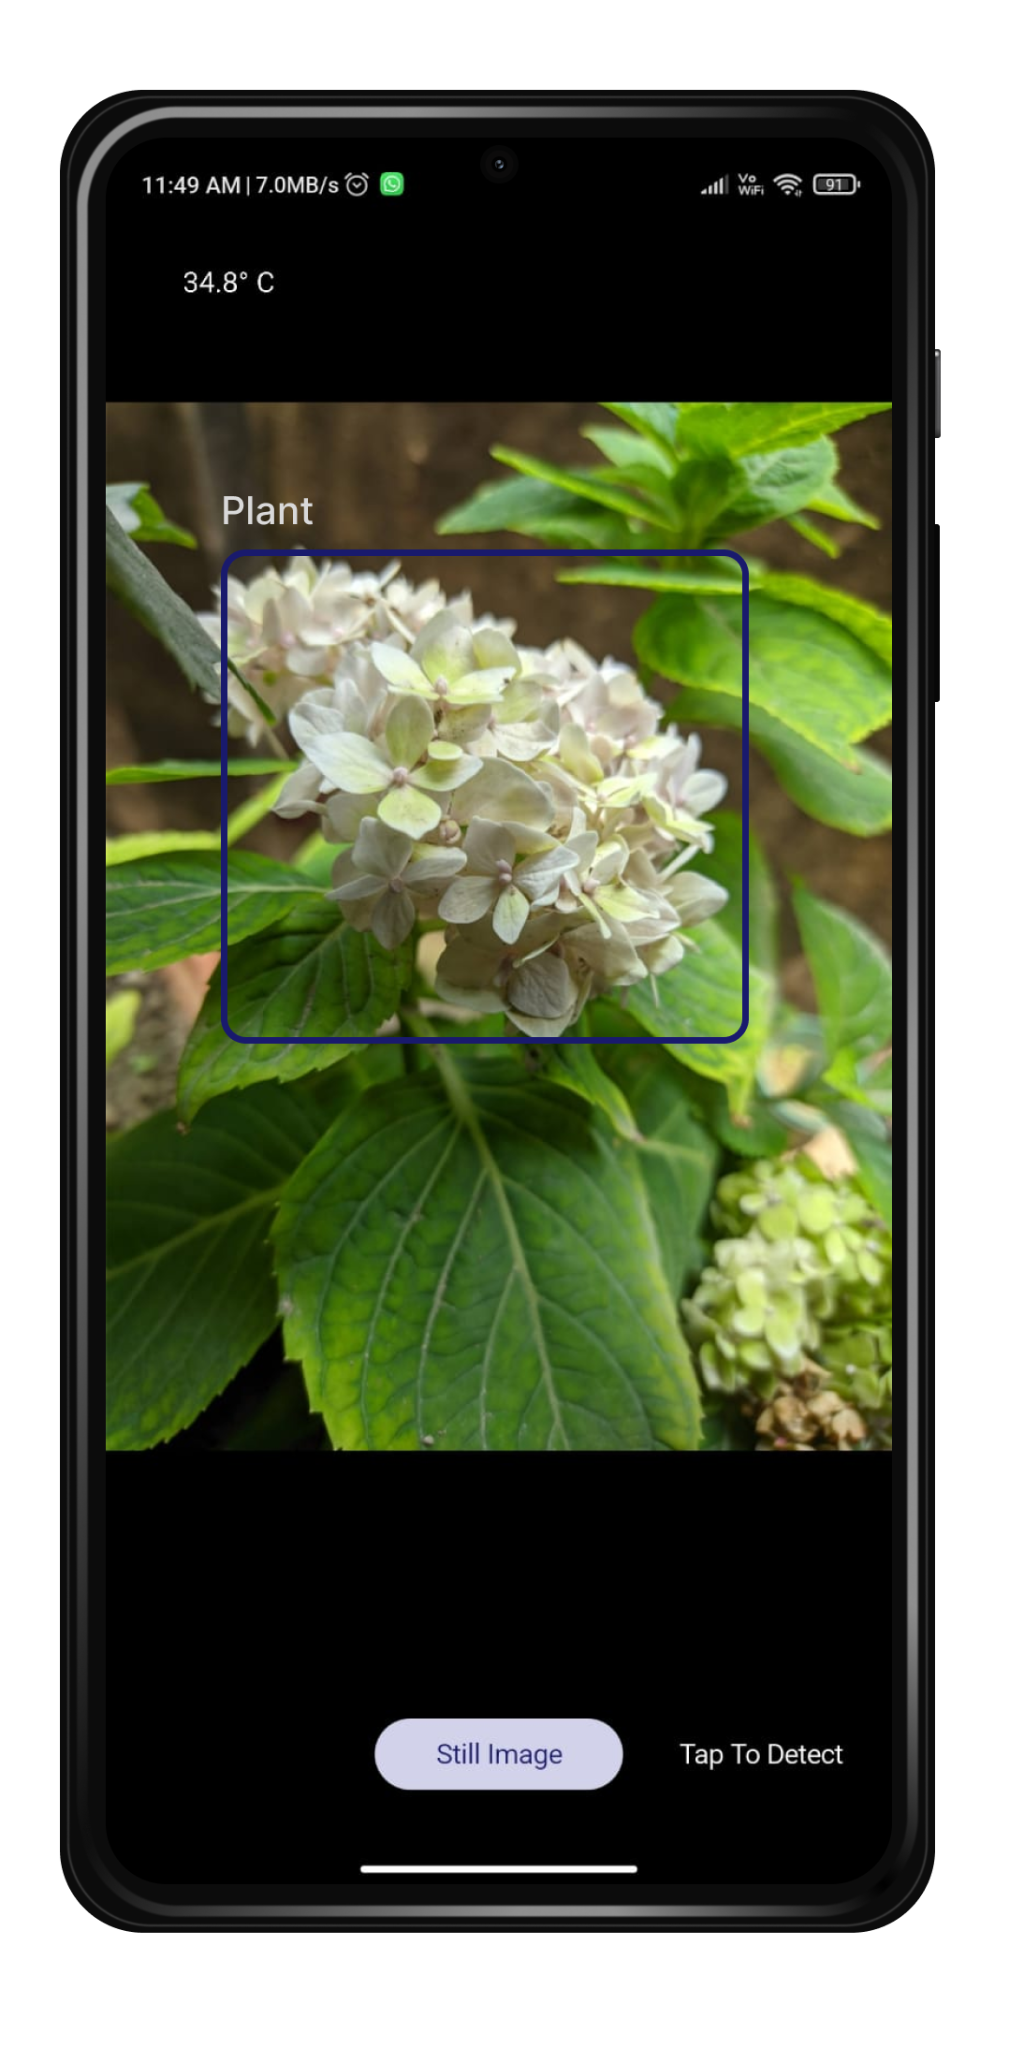 11:49 AM | 7.0MB/s Vo WiFi 91
34.8° C
Plant
Still Image Tap To Detect